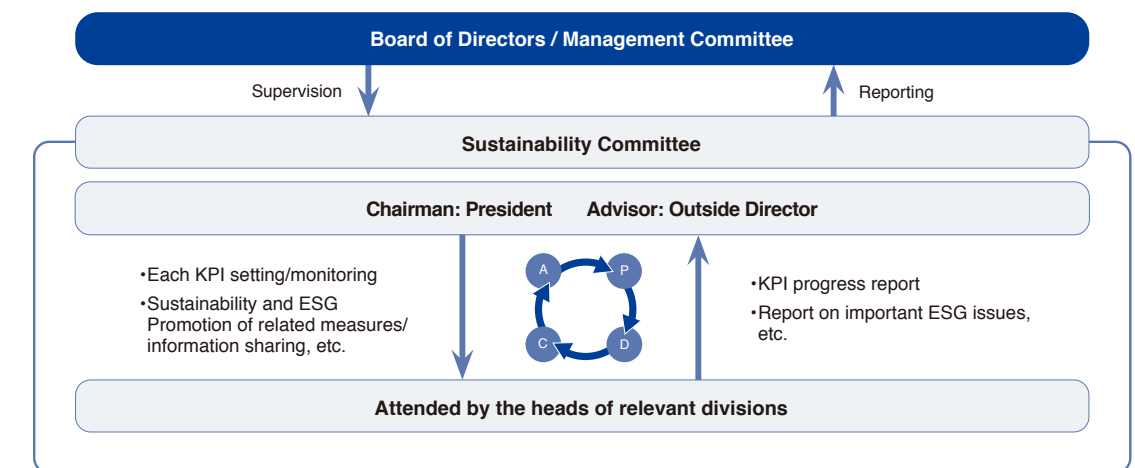 Board of Directors / Management Committee
Supervision
Reporting
Sustainability Committee
Chairman: President Advisor: Outside Director
•Each KPI setting/monitoring
•Sustainability and ESG
Promotion of related measures/
information sharing, etc.
A
P
C
D
•KPI progress report
•Report on important ESG issues,
etc.
Attended by the heads of relevant divisions